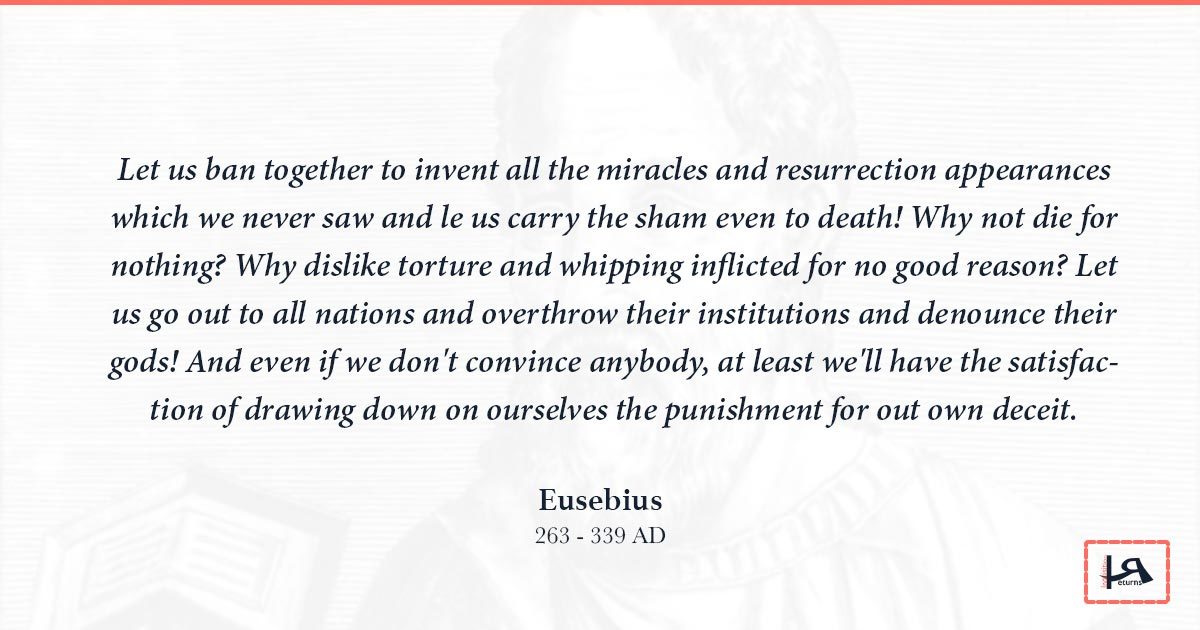 Let us ban together to invent all the miracles and resurrection appearances
which we never saw and le us carry the sham even to death! Why not die for
nothing? Why dislike torture and whipping inflicted for no good reason? Let
us go out to all nations and overthrow their institutions and denounce their
gods! And even if we don't convince anybody, at least we'll have the satisfac-
tion of drawing down on ourselves the punishment for out own deceit.
Eusebius
263 - 339 AD
eturns